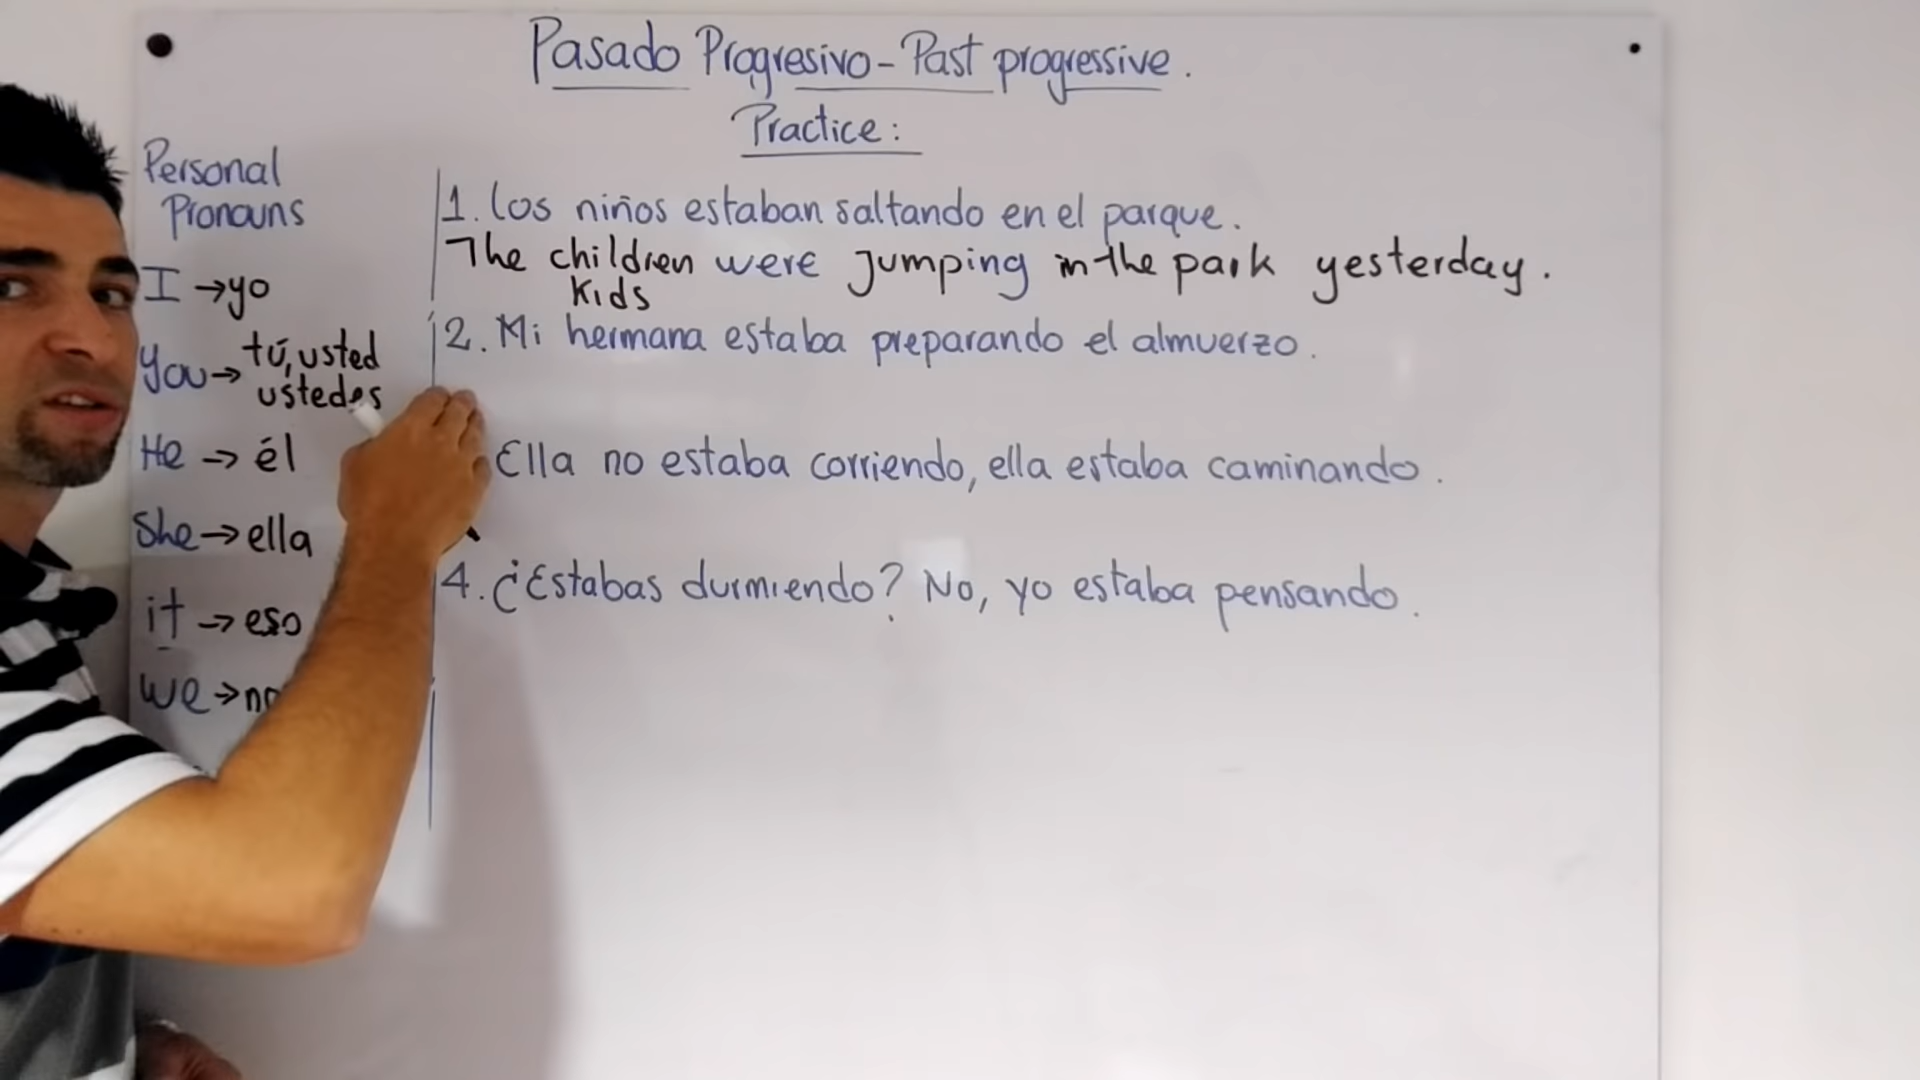 Pasado Progresivo - Past progressive.
Practice:
Personal
Pronouns
I → yo
You → tú, usted
ustedes
He → él
She → ella
it → eso
We →
1. Los niños estaban saltando en el parque.
The children were Jumping in the park yesterday.
Kids
2. Mi hermana estaba preparando el almuerzo.
Ella no estaba corriendo, ella estaba caminando.
4. ¿Estabas durmiendo? No, yo estaba pensando.